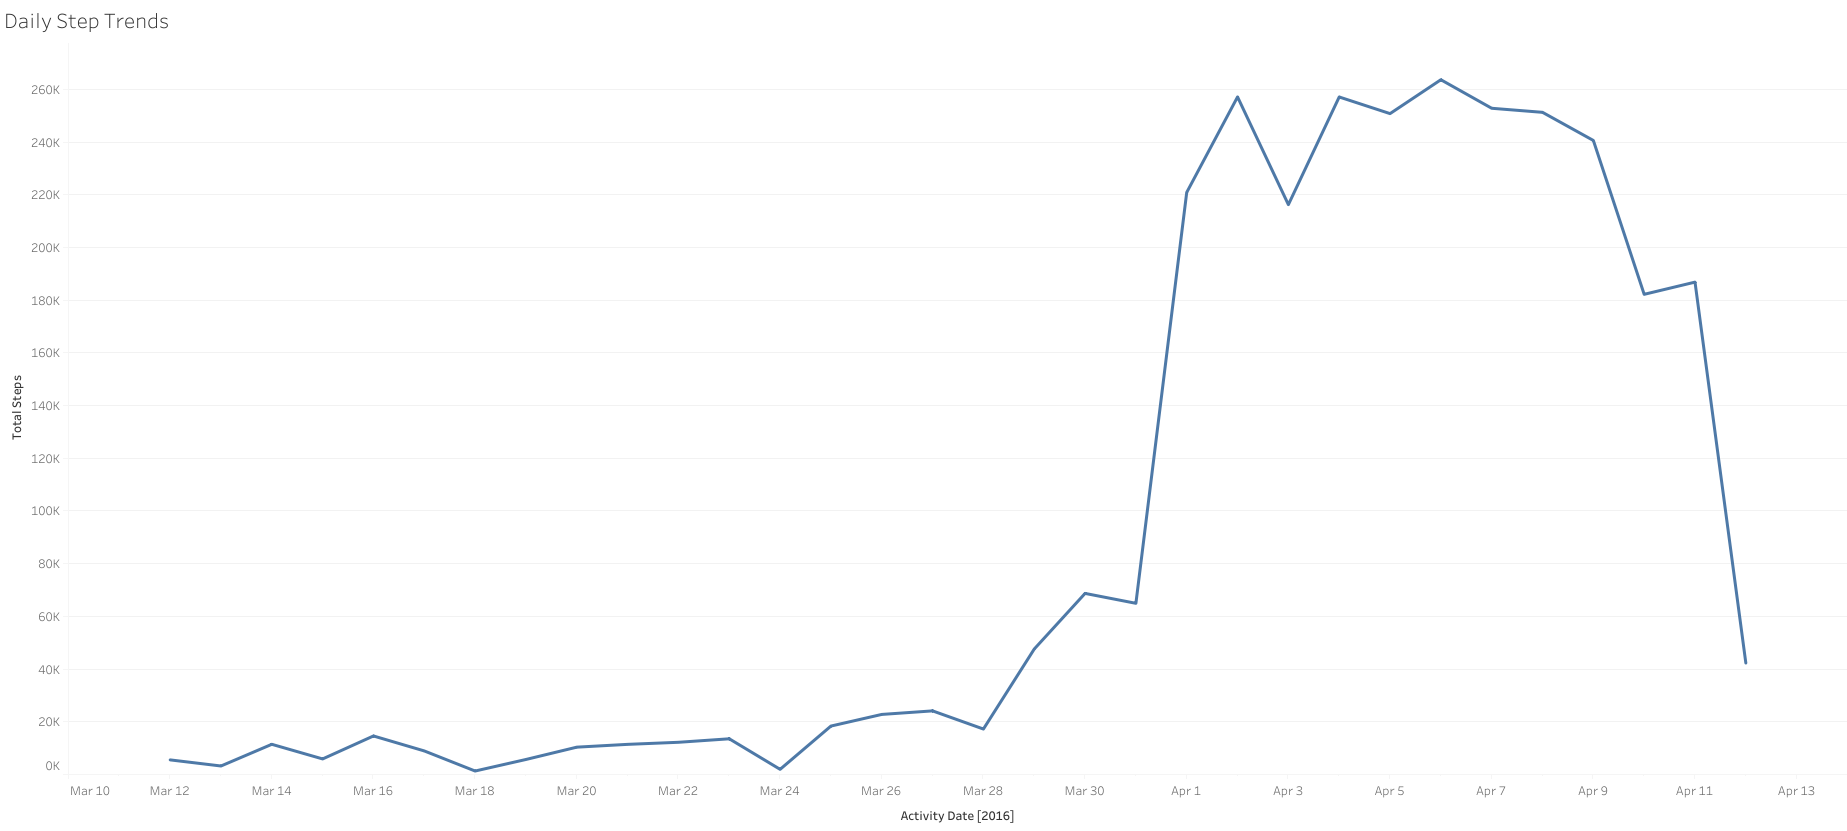 Daily Step Trends
260K
240K
220K
200K
180K
160K
140K
120K
100K
80K
60K
40K
20K
0K
Total Steps
Mar 10 Mar 12 Mar 14 Mar 16 Mar 18 Mar 20 Mar 22 Mar 24 Mar 26 Mar 28 Mar 30 Apr 1 Apr 3 Apr 5 Apr 7 Apr 9 Apr 11 Apr 13
Activity Date [2016]